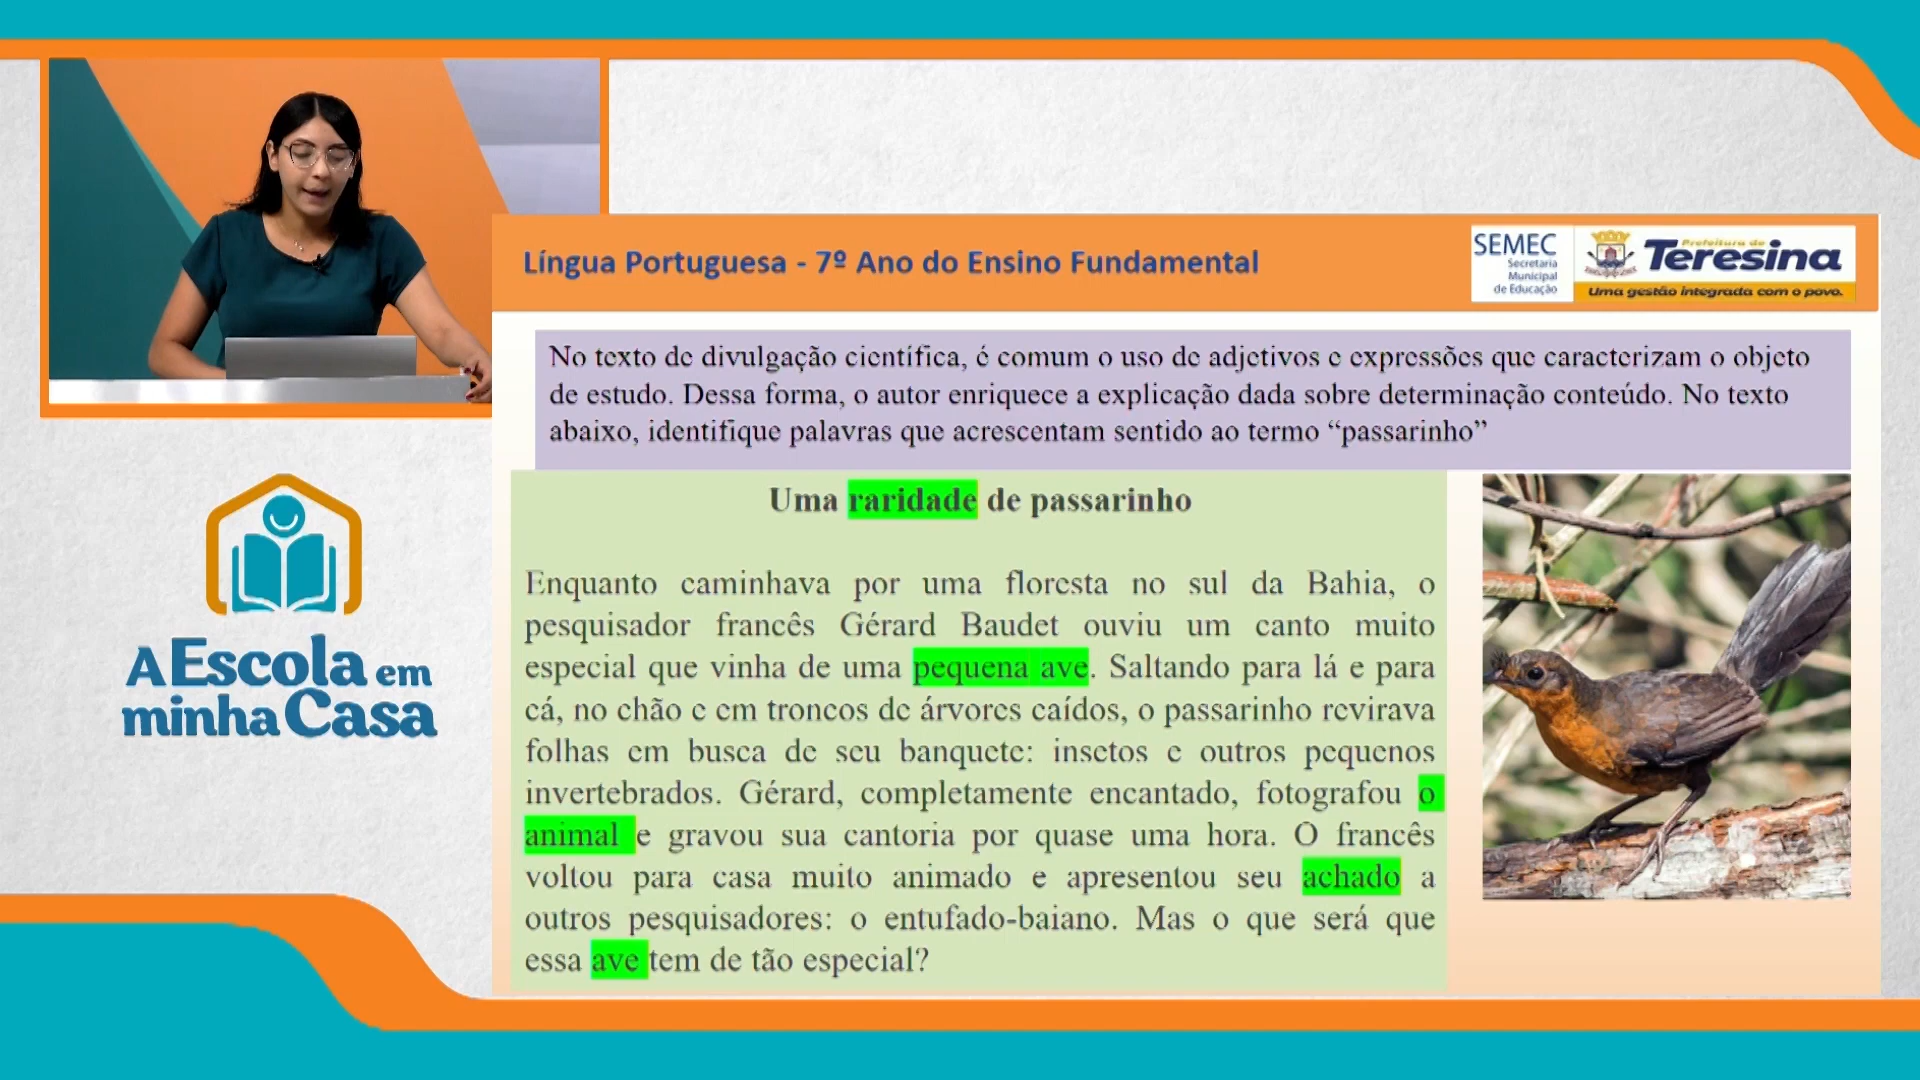 Língua Portuguesa - 7º Ano do Ensino Fundamental
SEMEC
Secretaria
Municipal
de Educação
Prefeitura de
Teresina
Uma gestão integrada com o povo.
No texto de divulgação científica, é comum o uso de adjetivos e expressões que caracterizam o objeto
de estudo. Dessa forma, o autor enriquece a explicação dada sobre determinação conteúdo. No texto
abaixo, identifique palavras que acrescentam sentido ao termo “passarinho”
Uma raridade de passarinho
Enquanto caminhava por uma floresta no sul da Bahia, o
pesquisador francês Gérard Baudet ouviu um canto muito
especial que vinha de uma pequena ave. Saltando para lá e para
cá, no chão e em troncos de árvores caídos, o passarinho revirava
folhas em busca de seu banquete: insetos e outros pequenos
invertebrados. Gérard, completamente encantado, fotografou o
animal e gravou sua cantoria por quase uma hora. O francês
voltou para casa muito animado e apresentou seu achado a
outros pesquisadores: o entufado-baiano. Mas o que será que
essa ave tem de tão especial?
A Escola em
minha Casa